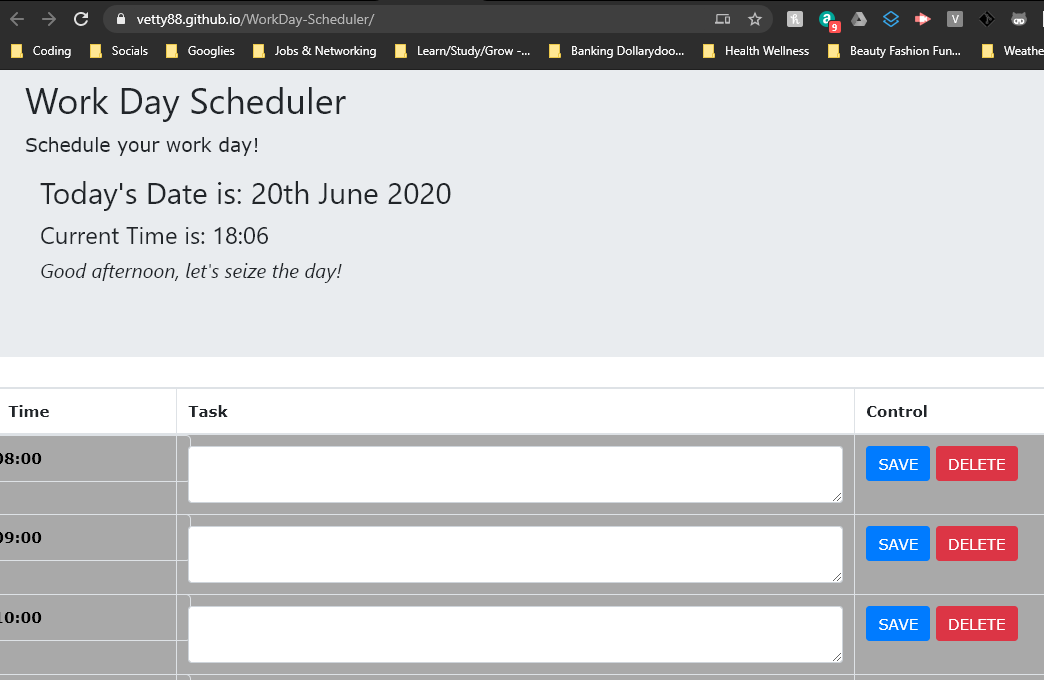 vetty88.github.io/WorkDay-Scheduler/
9 V
Coding Socials Googlies Jobs & Networking Learn/Study/Grow -... Banking Dollarydoo... Health Wellness Beauty Fashion Fun... Weathe
Work Day Scheduler
Schedule your work day!
Today's Date is: 20th June 2020
Current Time is: 18:06
Good afternoon, let's seize the day!
Time Task Control
08:00 SAVE DELETE
09:00 SAVE DELETE
10:00 SAVE DELETE